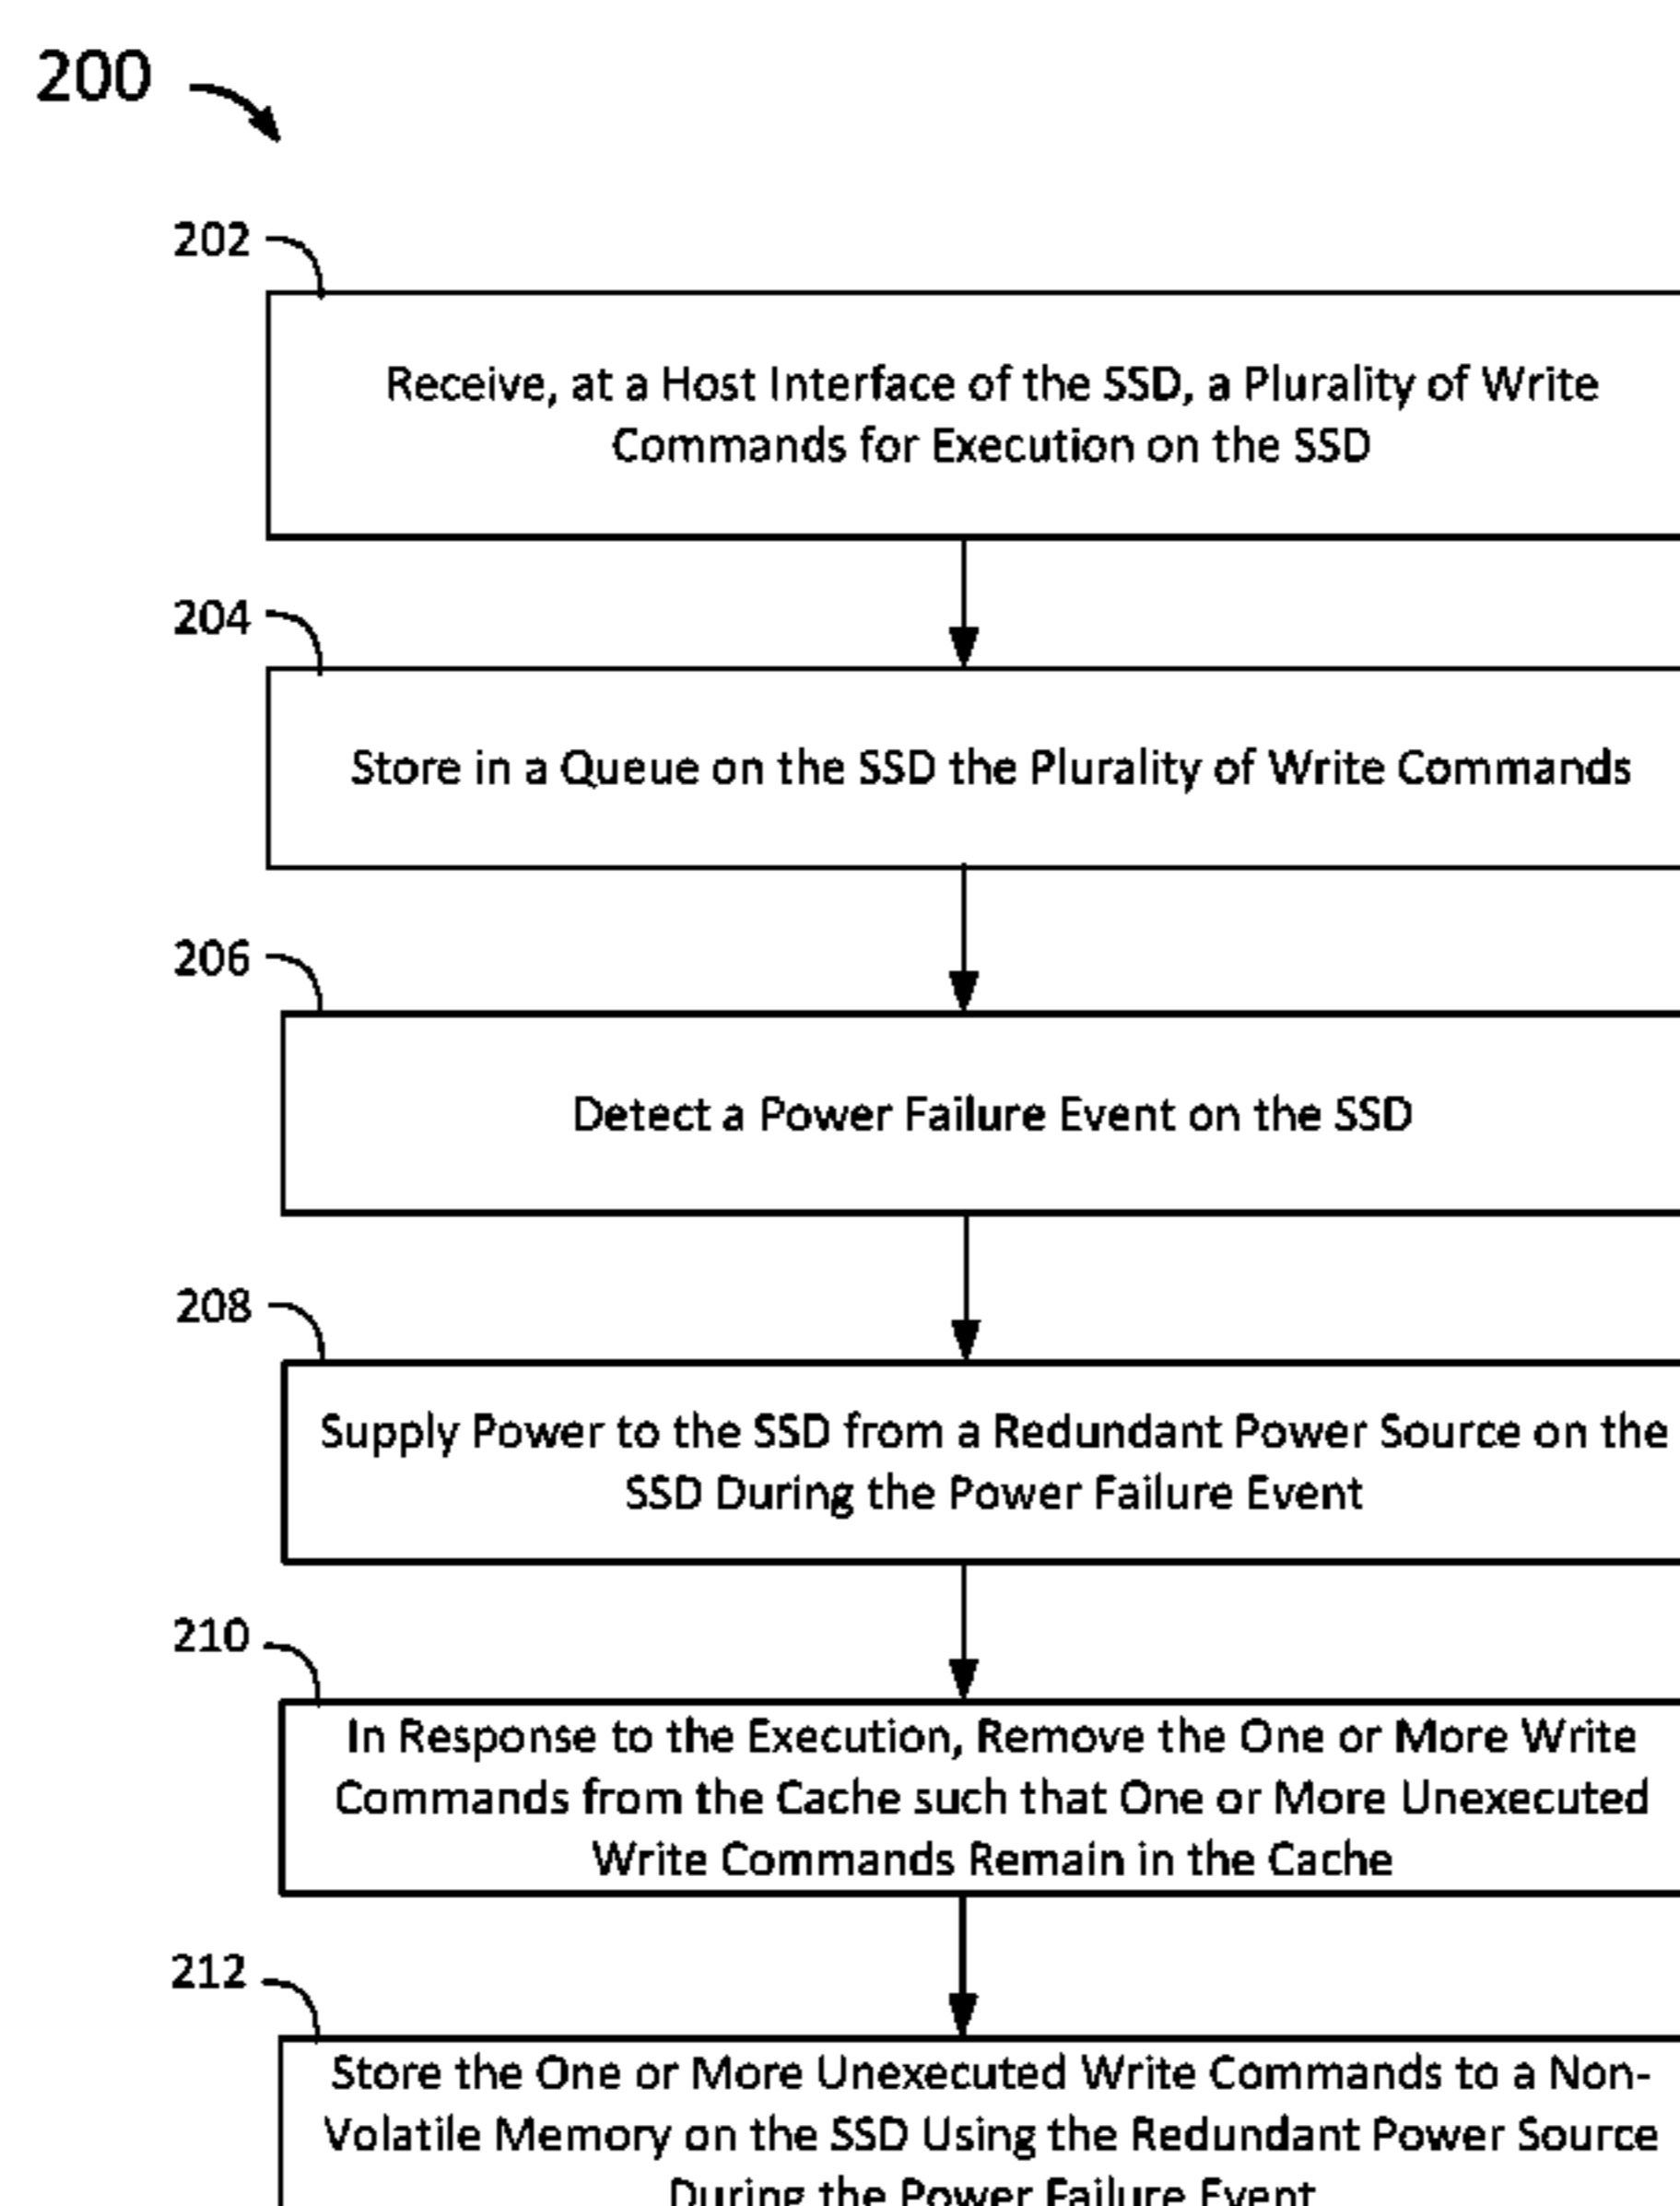 200
202
Receive, at a Host Interface of the SSD, a Plurality of Write
Commands for Execution on the SSD
204
Store in a Queue on the SSD the Plurality of Write Commands
206
Detect a Power Failure Event on the SSD
208
Supply Power to the SSD from a Redundant Power Source on the
SSD During the Power Failure Event
210
In Response to the Execution, Remove the One or More Write
Commands from the Cache such that One or More Unexecuted
Write Commands Remain in the Cache
212
Store the One or More Unexecuted Write Commands to a Non-
Volatile Memory on the SSD Using the Redundant Power Source
During the Power Failure Event